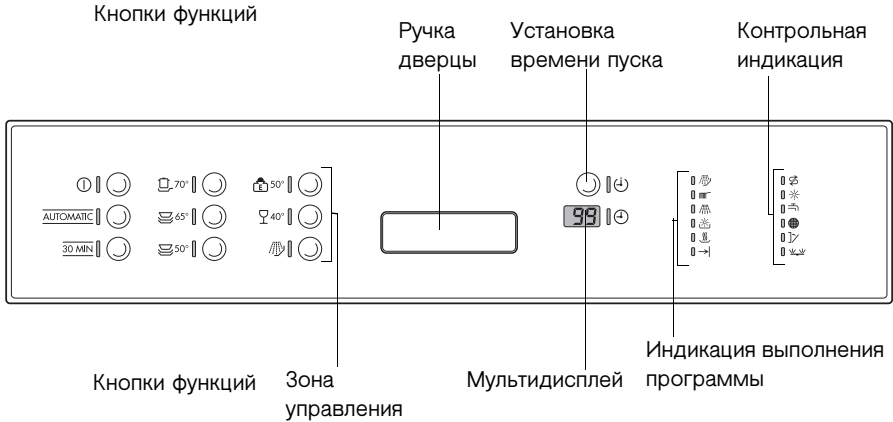 Кнопки функций
Ручка
дверцы
Установка
времени пуска
Контрольная
индикация
70°
E 50°
AUTOMATIC
65°
40°
99
30 MIN
50°
Кнопки функций
Зона
управления
Мультидисплей
Индикация выполнения
программы